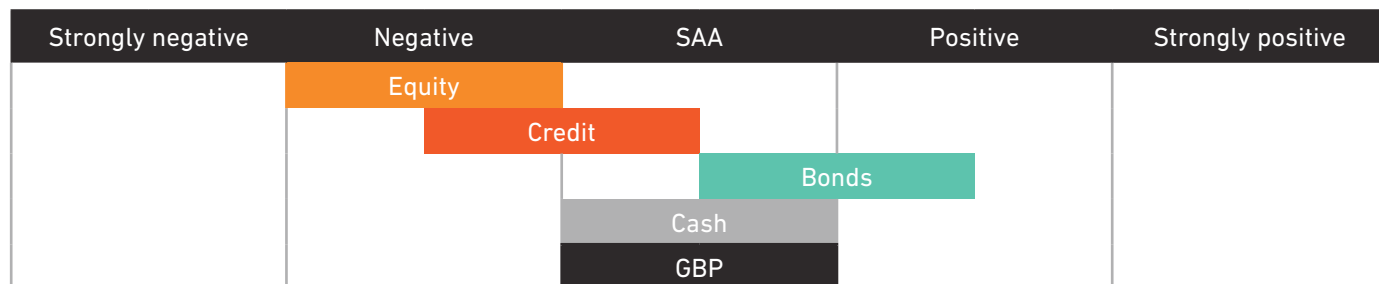 Strongly negative Negative SAA Positive Strongly positive
Equity
Credit
Bonds
Cash
GBP